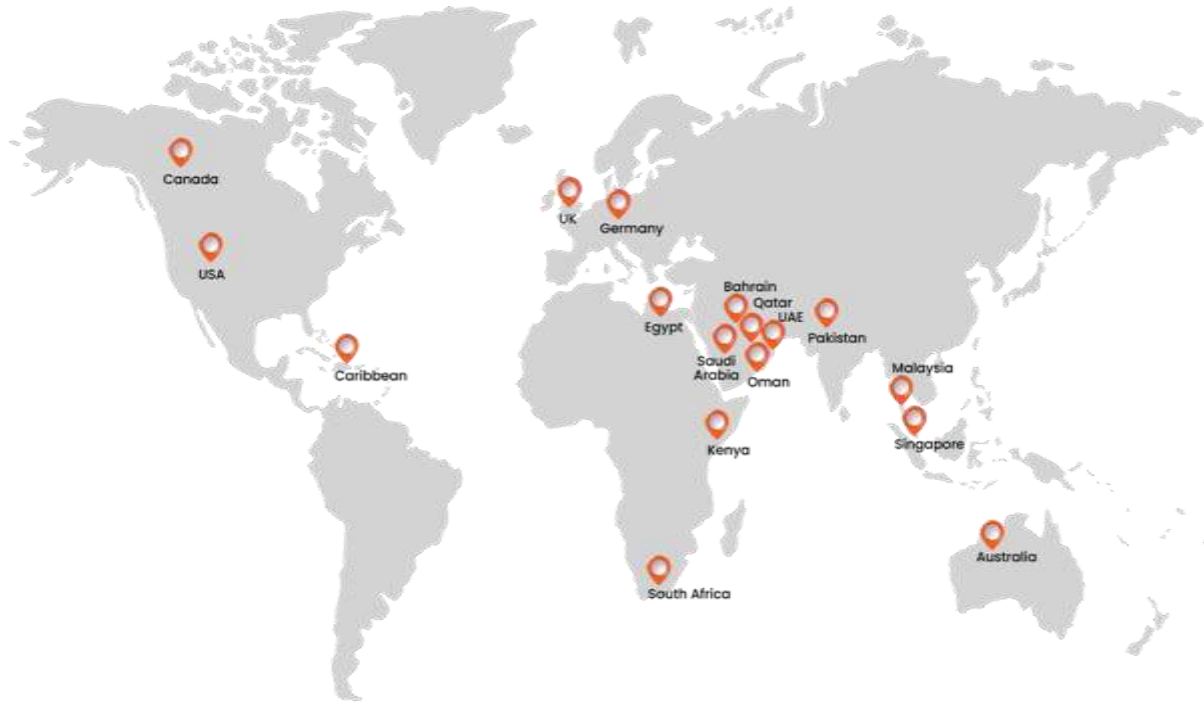 Canada
USA
Caribbean
UK
Germany
Egypt
Bahrain
Qatar
UAE
Saudi
Arabia
Oman
Pakistan
Malaysia
Singapore
Kenya
South Africa
Australia